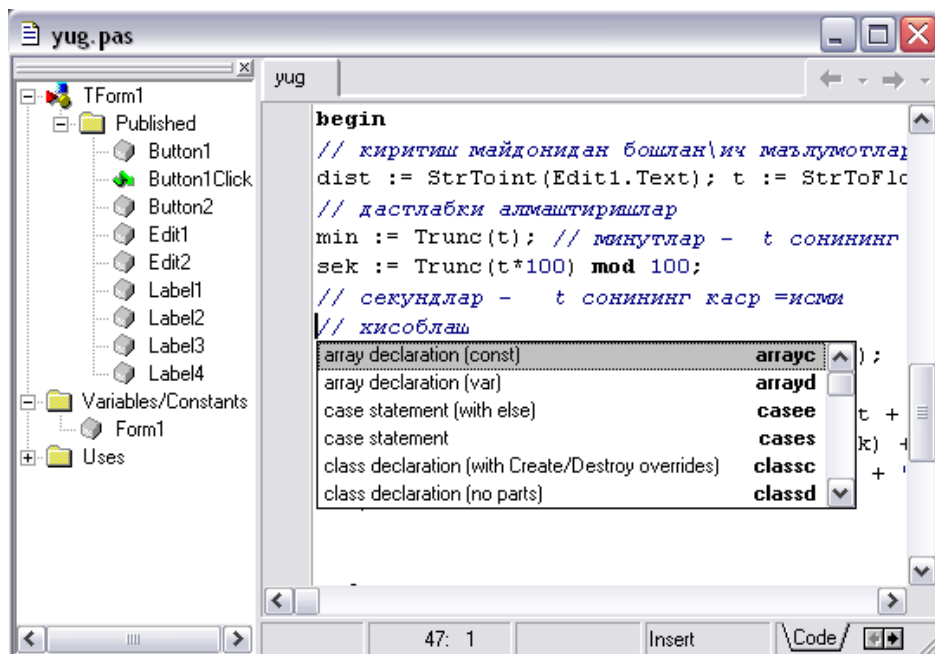 yug.pas
TForm1
Published
Button1
Button1Click
Button2
Edit1
Edit2
Label1
Label2
Label3
Label4
Variables/Constants
Form1
Uses
yug
begin
// киритиш майдонидан бошлан\ич маълумотлар
dist := StrToint(Edit1.Text); t := StrToFlo
// дастлабки алмаштиришлар
min := Trunc(t); // минутлар - t сонининг
sek := Trunc(t*100) mod 100;
// секундлар - t сонининг каср =исми
// хисоблаш
array declaration (const) arrayc );
array declaration (var) arrayd
case statement (with else) casee t +
case statement cases k) +
class declaration (with Create/Destroy overrides) classc + '
class declaration (no parts) classd
47: 1 Insert \Code/